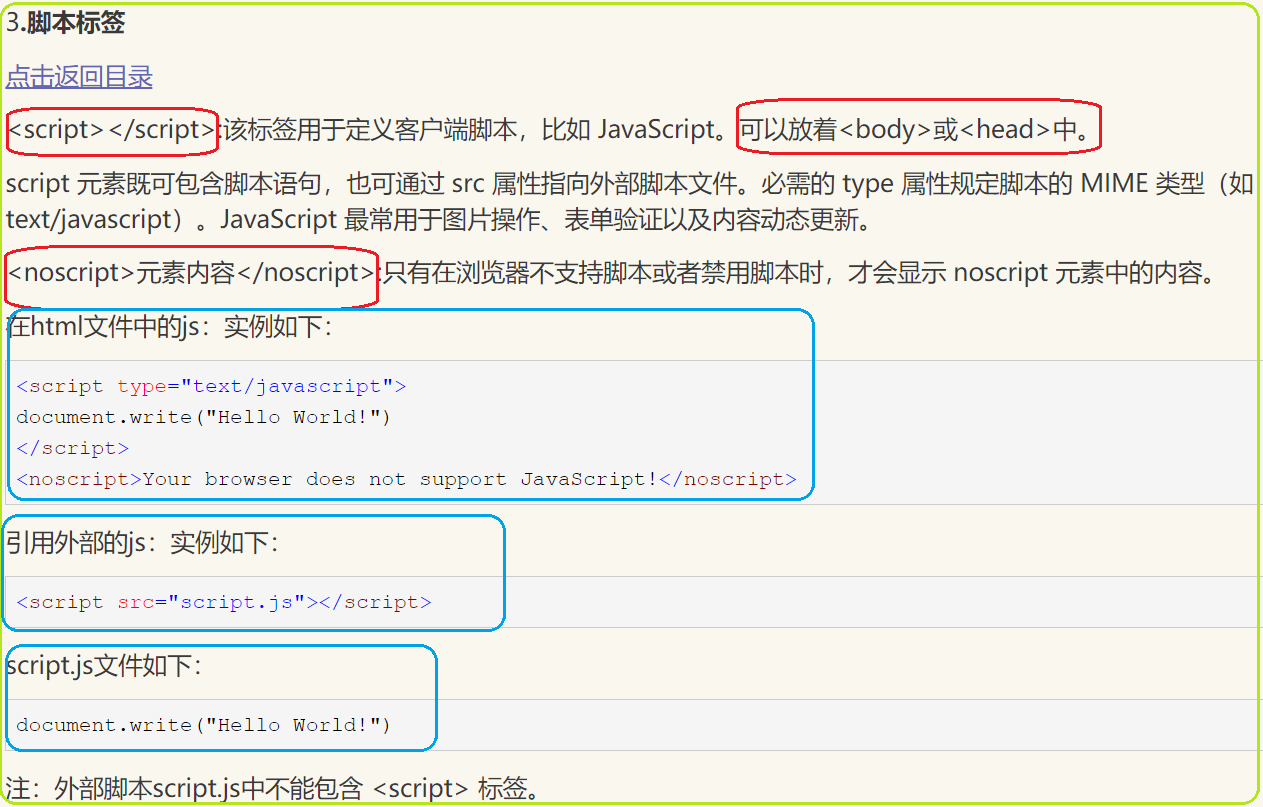 3.脚本标签
点击返回目录
<script></script>:该标签用于定义客户端脚本，比如 JavaScript。可以放着<body>或<head>中。
script 元素既可包含脚本语句，也可通过 src 属性指向外部脚本文件。必需的 type 属性规定脚本的 MIME 类型（如
text/javascript）。JavaScript 最常用于图片操作、表单验证以及内容动态更新。
<noscript>元素内容</noscript>:只有在浏览器不支持脚本或者禁用脚本时，才会显示 noscript 元素中的内容。
在html文件中的js：实例如下：
<script type="text/javascript">
document.write("Hello World!")
</script>
<noscript>Your browser does not support JavaScript!</noscript>
引用外部的js：实例如下：
<script src="script.js"></script>
script.js文件如下：
document.write("Hello World!")
注：外部脚本script.js中不能包含 <script> 标签。